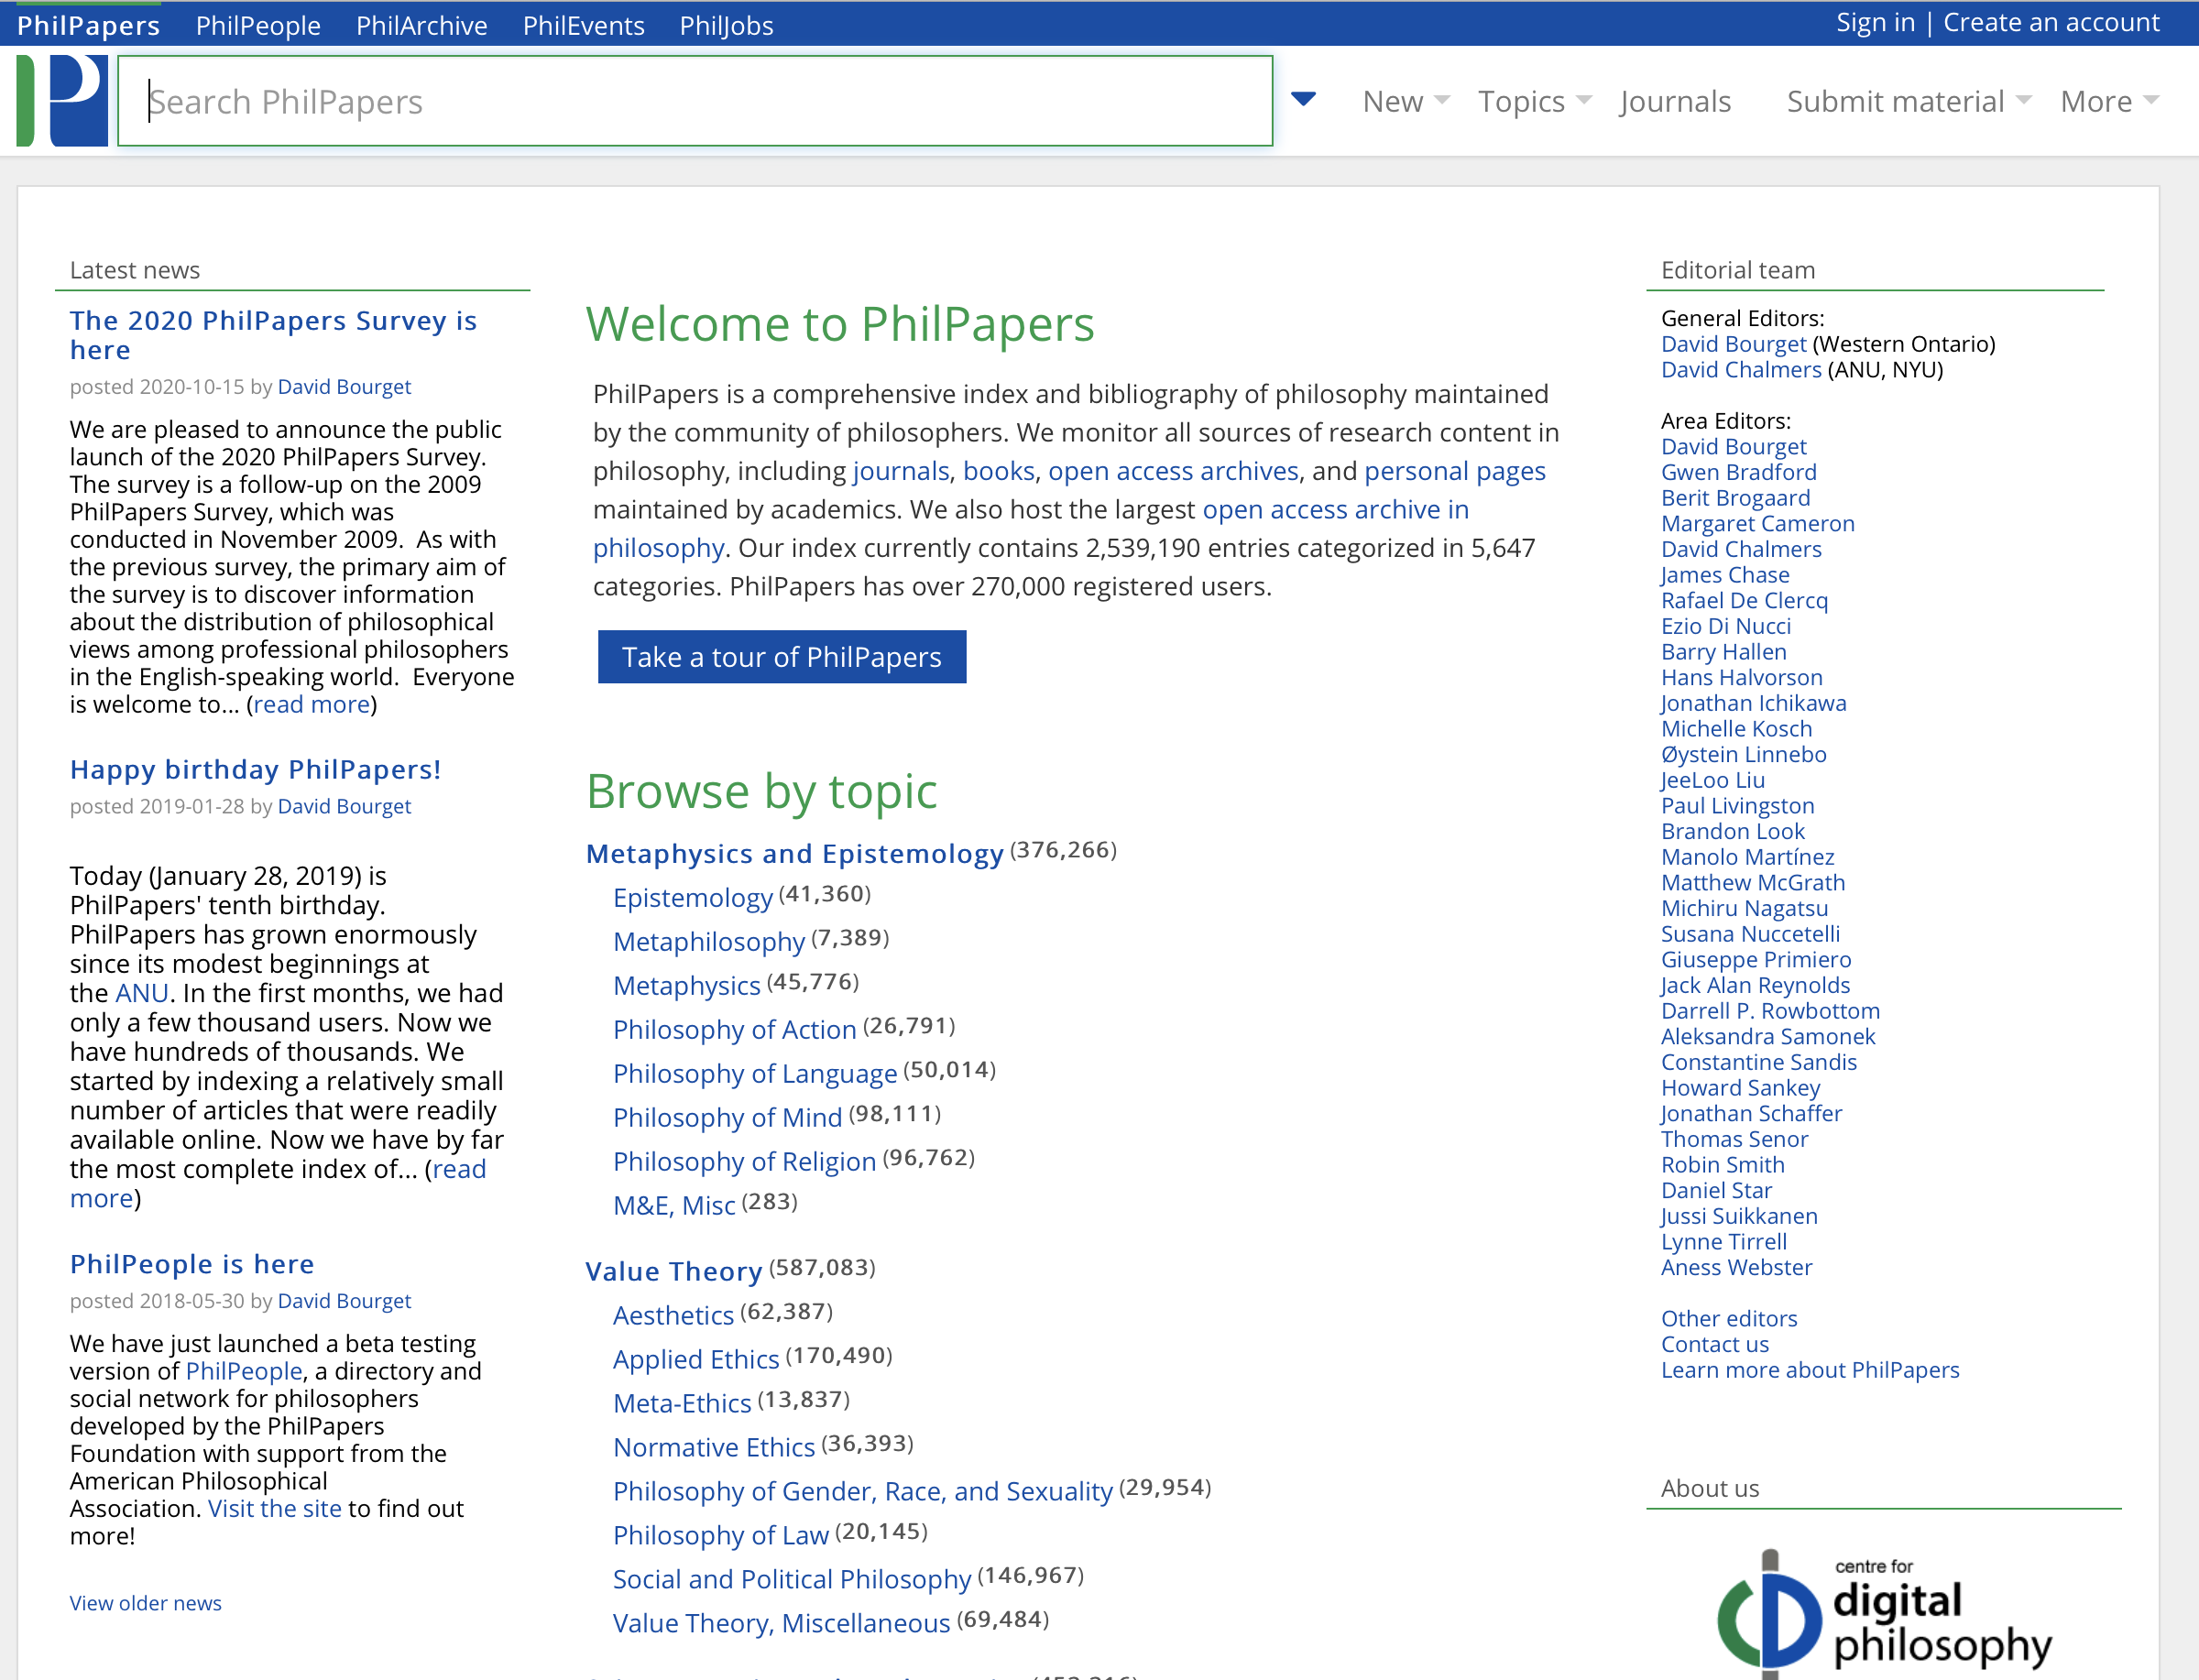 PhilPapers PhilPeople PhilArchive PhilEvents PhilJobs Sign in | Create an account
Search PhilPapers New Topics Journals Submit material More
Latest news
The 2020 PhilPapers Survey is
here
posted 2020-10-15 by David Bourget
We are pleased to announce the public
launch of the 2020 PhilPapers Survey.
The survey is a follow-up on the 2009
PhilPapers Survey, which was
conducted in November 2009.  As with
the previous survey, the primary aim of
the survey is to discover information
about the distribution of philosophical
views among professional philosophers
in the English-speaking world.  Everyone
is welcome to... (read more)
Happy birthday PhilPapers!
posted 2019-01-28 by David Bourget
Today (January 28, 2019) is
PhilPapers' tenth birthday.
PhilPapers has grown enormously
since its modest beginnings at
the ANU. In the first months, we had
only a few thousand users. Now we
have hundreds of thousands. We
started by indexing a relatively small
number of articles that were readily
available online. Now we have by far
the most complete index of... (read
more)
PhilPeople is here
posted 2018-05-30 by David Bourget
We have just launched a beta testing
version of PhilPeople, a directory and
social network for philosophers
developed by the PhilPapers
Foundation with support from the
American Philosophical
Association. Visit the site to find out
more!
View older news
Welcome to PhilPapers
PhilPapers is a comprehensive index and bibliography of philosophy maintained
by the community of philosophers. We monitor all sources of research content in
philosophy, including journals, books, open access archives, and personal pages
maintained by academics. We also host the largest open access archive in
philosophy. Our index currently contains 2,539,190 entries categorized in 5,647
categories. PhilPapers has over 270,000 registered users.
Take a tour of PhilPapers
Browse by topic
Metaphysics and Epistemology (376,266)
Epistemology (41,360)
Metaphilosophy (7,389)
Metaphysics (45,776)
Philosophy of Action (26,791)
Philosophy of Language (50,014)
Philosophy of Mind (98,111)
Philosophy of Religion (96,762)
M&E, Misc (283)
Value Theory (587,083)
Aesthetics (62,387)
Applied Ethics (170,490)
Meta-Ethics (13,837)
Normative Ethics (36,393)
Philosophy of Gender, Race, and Sexuality (29,954)
Philosophy of Law (20,145)
Social and Political Philosophy (146,967)
Value Theory, Miscellaneous (69,484)
Editorial team
General Editors:
David Bourget (Western Ontario)
David Chalmers (ANU, NYU)
Area Editors:
David Bourget
Gwen Bradford
Berit Brogaard
Margaret Cameron
David Chalmers
James Chase
Rafael De Clercq
Ezio Di Nucci
Barry Hallen
Hans Halvorson
Jonathan Ichikawa
Michelle Kosch
Øystein Linnebo
JeeLoo Liu
Paul Livingston
Brandon Look
Manolo Martínez
Matthew McGrath
Michiru Nagatsu
Susana Nuccetelli
Giuseppe Primiero
Jack Alan Reynolds
Darrell P. Rowbottom
Aleksandra Samonek
Constantine Sandis
Howard Sankey
Jonathan Schaffer
Thomas Senor
Robin Smith
Daniel Star
Jussi Suikkanen
Lynne Tirrell
Aness Webster
Other editors
Contact us
Learn more about PhilPapers
About us
centre for
digital
philosophy